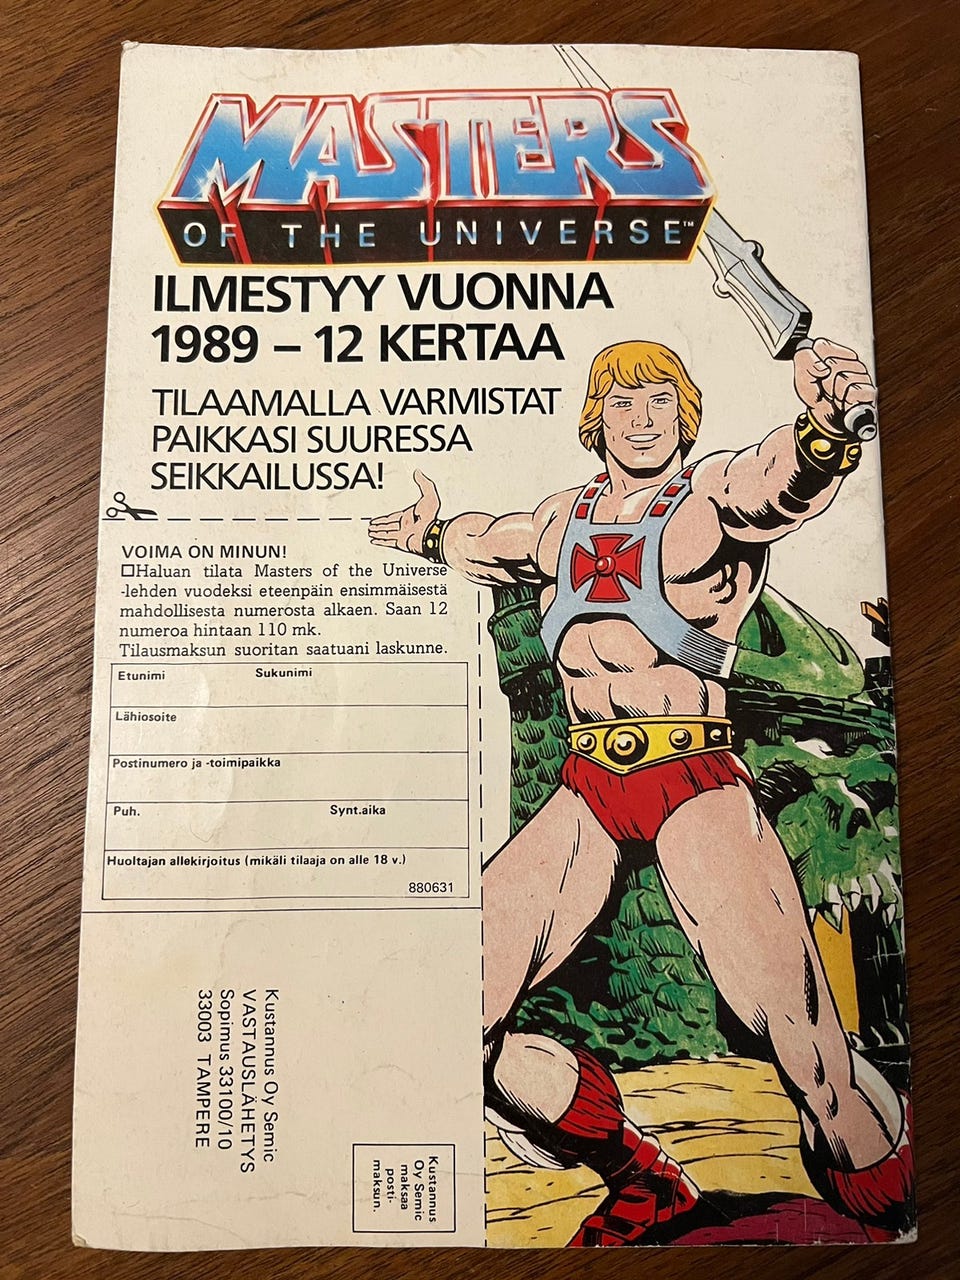 MASTERS
OF THE UNIVERSE™
ILMESTYY VUONNA
1989 – 12 KERTAA
TILAAMALLA VARMISTAT
PAIKKASI SUURESSA
SEIKKAILUSSA!
VOIMA ON MINUN!
☐Haluan tilata Masters of the Universe
-lehden vuodeksi eteenpäin ensimmäisestä
mahdollisesta numerosta alkaen. Saan 12
numeroa hintaan 110 mk.
Tilausmaksun suoritan saatuani laskunne.
Etunimi Sukunimi
Lähiosoite
Postinumero ja -toimipaikka
Puh. Synt.aika
Huoltajan allekirjoitus (mikäli tilaaja on alle 18 v.)
880631
Kustannus Oy Semic
VASTAUSLÄHETYS
Sopimus 33100/10
33003 TAMPERE
Kustannus
Oy Semic
maksaa
posti-
maksun.